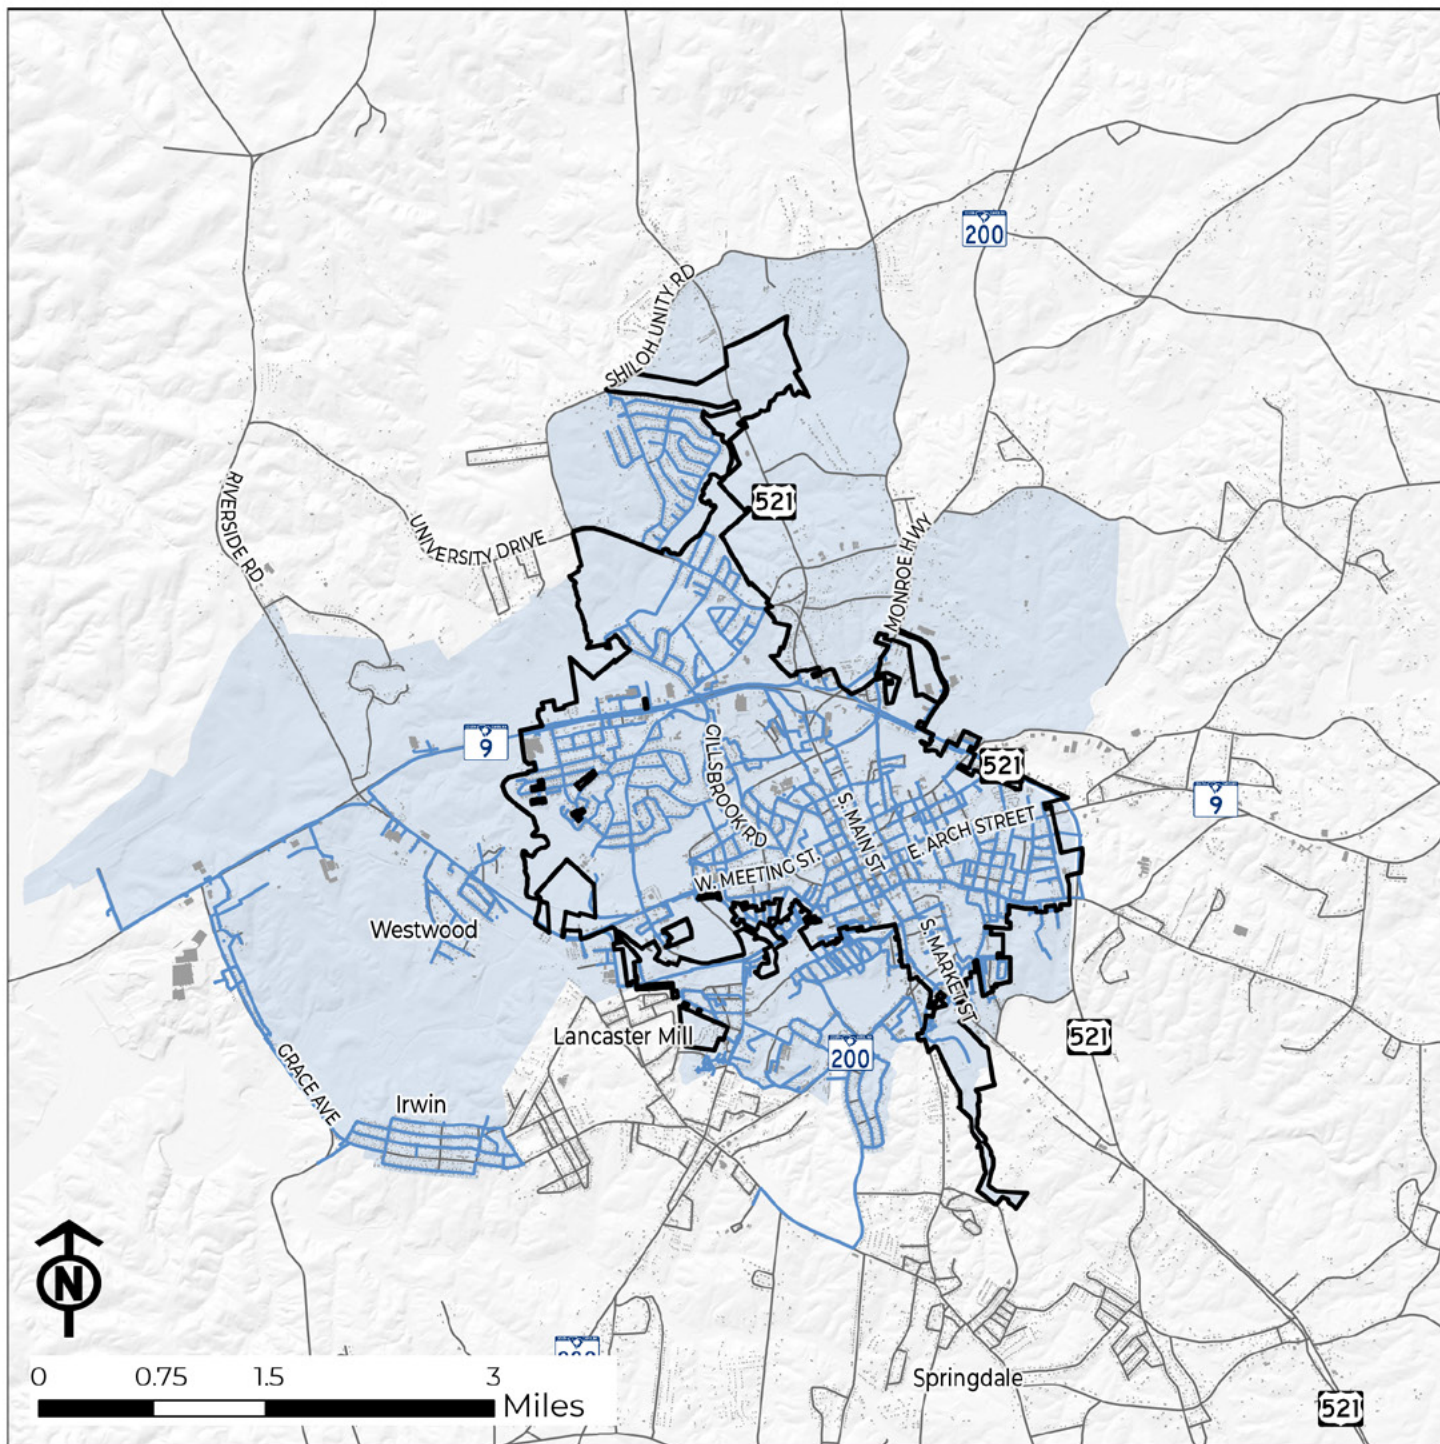 200
SHILOH UNITY RD
521
RIVERSIDE RD
UNIVERSITY DRIVE
MONROE HWY
9
GILLSBROOK RD
521
9
S. MAIN ST
E. ARCH STREET
W. MEETING ST.
Westwood
S. MARKET ST
Lancaster Mill
200
521
GRACE AVE
Irwin
N
Springdale
0 0.75 1.5 3
Miles
521